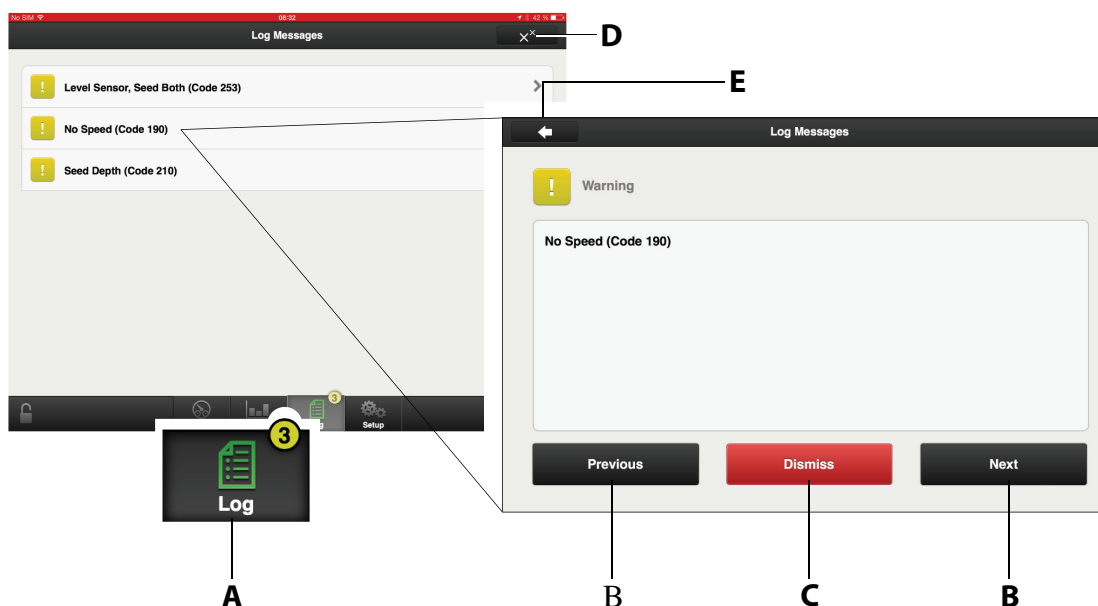 No SIM 08:32 42 %
Log Messages
D
Level Sensor, Seed Both (Code 253)
No Speed (Code 190)
Seed Depth (Code 210)
3
g
Setup
3
Log
A
E
Log Messages
!
Warning
No Speed (Code 190)
Previous
Dismiss
Next
B
C
B